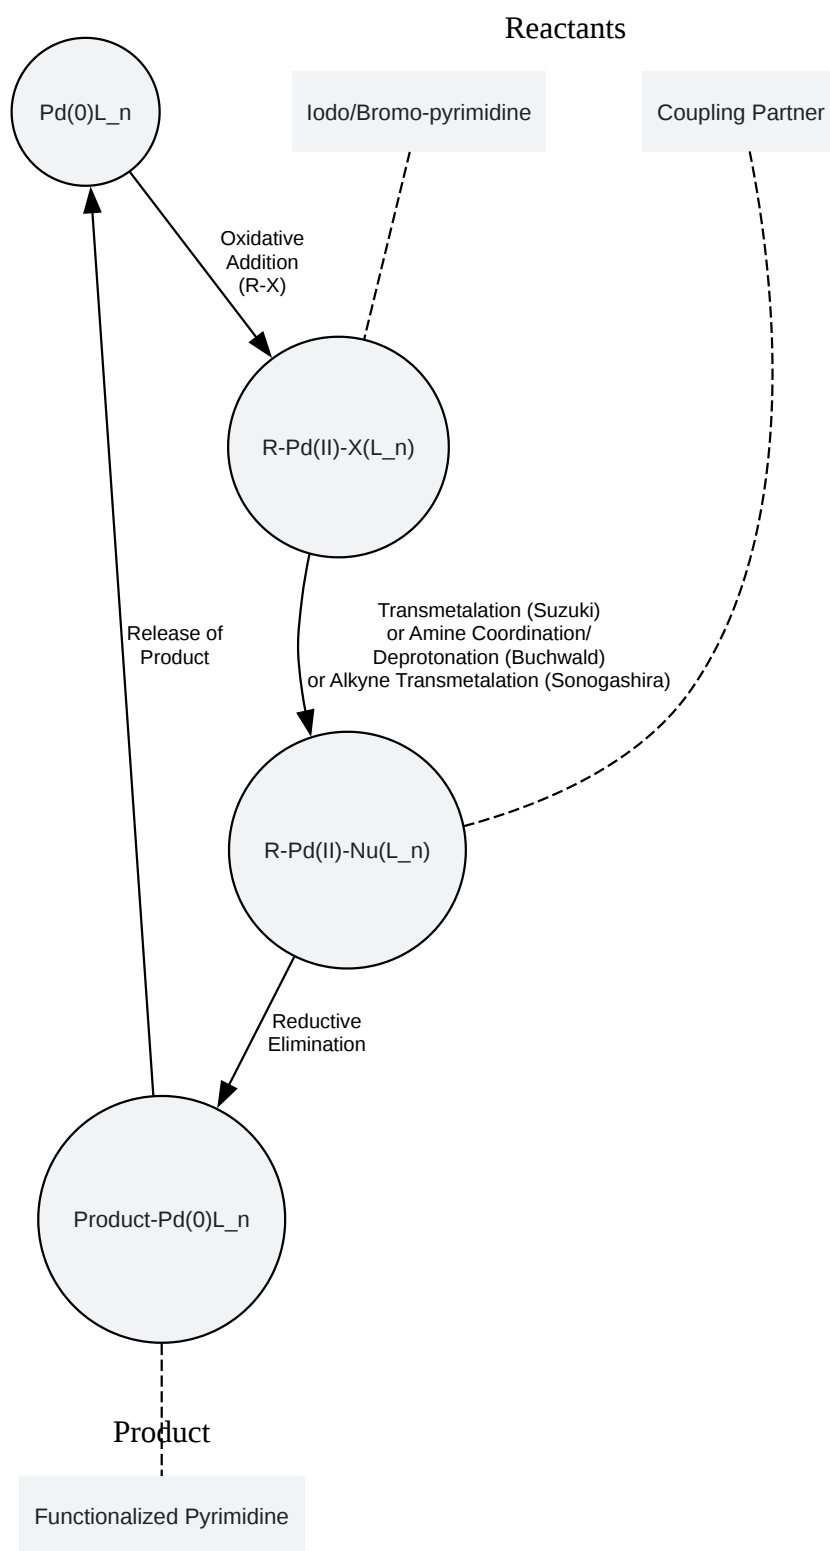 Reactants
Pd(0)L_n
Iodo/Bromo-pyrimidine
Coupling Partner
Oxidative
Addition
(R-X)
R-Pd(II)-X(L_n)
Transmetalation (Suzuki)
or Amine Coordination/
Deprotonation (Buchwald)
or Alkyne Transmetalation (Sonogashira)
Release of
Product
R-Pd(II)-Nu(L_n)
Reductive
Elimination
Product-Pd(0)L_n
Product
Functionalized Pyrimidine